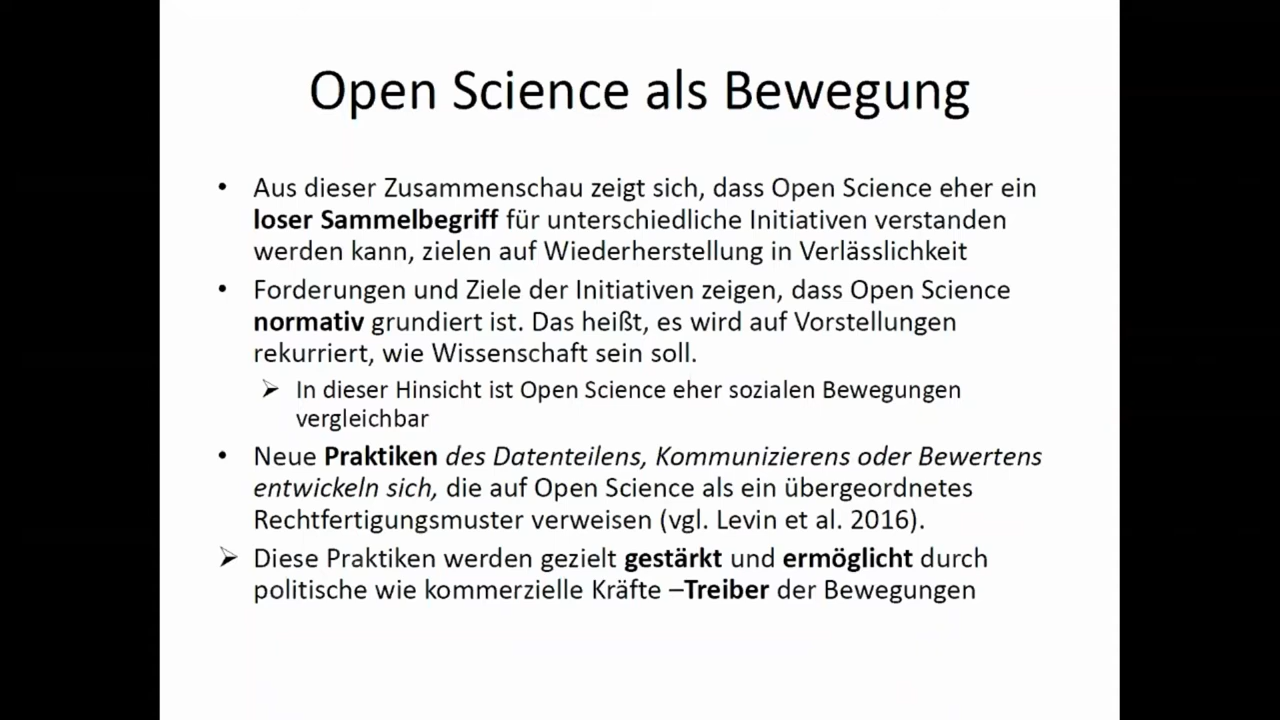 Open Science als Bewegung
• Aus dieser Zusammenschau zeigt sich, dass Open Science eher ein
loser Sammelbegriff für unterschiedliche Initiativen verstanden
werden kann, zielen auf Wiederherstellung in Verlässlichkeit
• Forderungen und Ziele der Initiativen zeigen, dass Open Science
normativ grundiert ist. Das heißt, es wird auf Vorstellungen
rekurriert, wie Wissenschaft sein soll.
➢ In dieser Hinsicht ist Open Science eher sozialen Bewegungen
vergleichbar
• Neue Praktiken des Datenteilens, Kommunizierens oder Bewertens
entwickeln sich, die auf Open Science als ein übergeordnetes
Rechtfertigungsmuster verweisen (vgl. Levin et al. 2016).
➢ Diese Praktiken werden gezielt gestärkt und ermöglicht durch
politische wie kommerzielle Kräfte –Treiber der Bewegungen